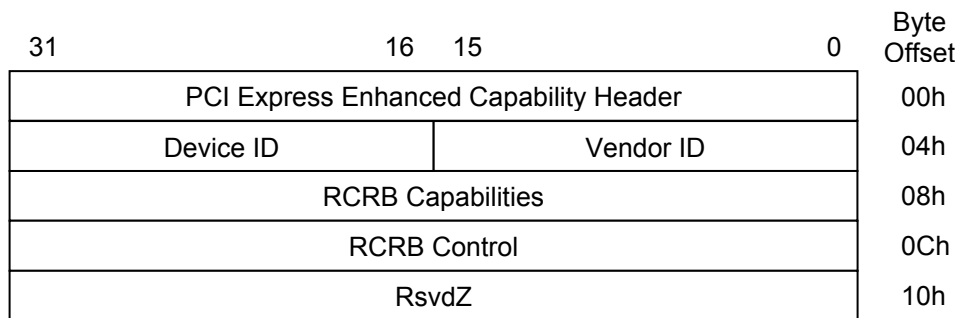 Byte
31 16 15 0 Offset
PCI Express Enhanced Capability Header 00h
Device ID Vendor ID 04h
RCRB Capabilities 08h
RCRB Control 0Ch
RsvdZ 10h